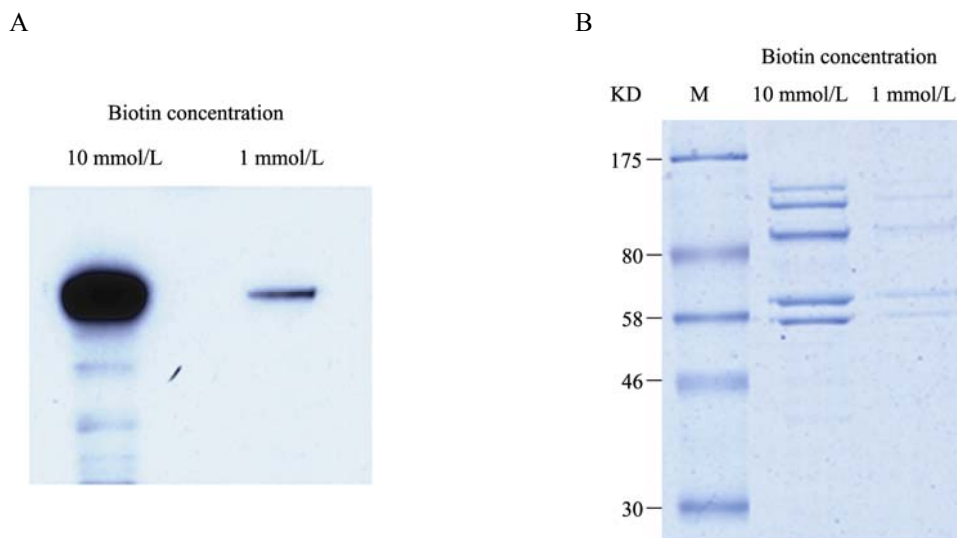 A
Biotin concentration
10 mmol/L 1 mmol/L
B
Biotin concentration
KD M 10 mmol/L 1 mmol/L
175
80
58
46
30